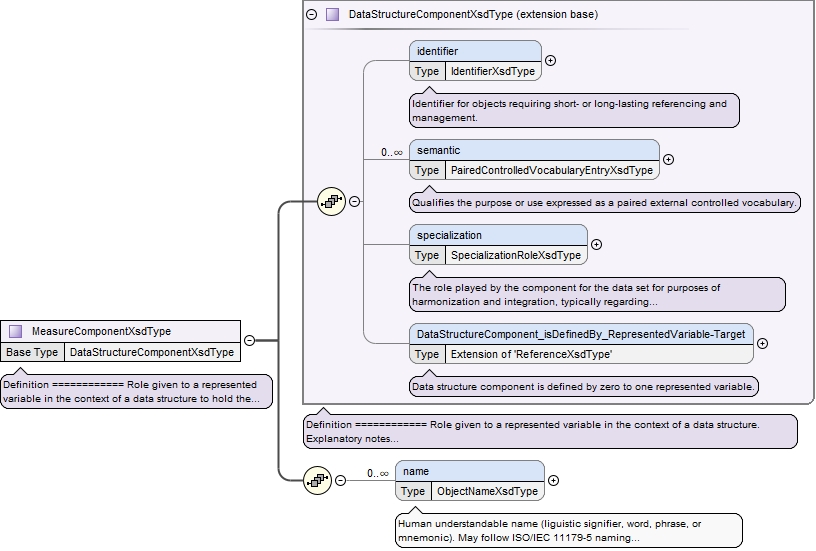 DataStructureComponentXsdType (extension base)
identifier
Type IdentifierXsdType
Identifier for objects requiring short- or long-lasting referencing and
management.
0..∞
semantic
Type PairedControlledVocabularyEntryXsdType
Qualifies the purpose or use expressed as a paired external controlled vocabulary.
specialization
Type SpecializationRoleXsdType
The role played by the component for the data set for purposes of
harmonization and integration, typically regarding...
DataStructureComponent_isDefinedBy_RepresentedVariable-Target
Type Extension of 'ReferenceXsdType'
Data structure component is defined by zero to one represented variable.
MeasureComponentXsdType
Base Type DataStructureComponentXsdType
Definition ============ Role given to a represented
variable in the context of a data structure to hold the...
Definition ============ Role given to a represented variable in the context of a data structure.
Explanatory notes...
0..∞
name
Type ObjectNameXsdType
Human understandable name (liguistic signifier, word, phrase, or
mnemonic). May follow ISO/IEC 11179-5 naming...